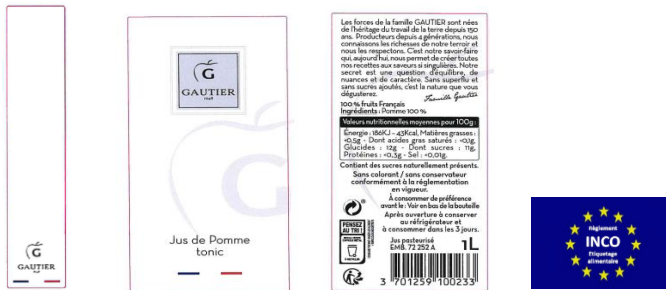 G
GAUTIER
G
GAUTIER
G
Jus de Pomme
tonic
Les forces de la famille GAUTIER sont nées
de l'héritage du travail de la terre depuis 150
ans. Producteurs depuis 4 générations, nous
connaissons les richesses de notre terroir et
nous les respectons. C'est notre savoir-faire
qui, aujourd'hui, nous permet de créer toutes
nos recettes aux saveurs si singulières. Notre
secret est une question d'équilibre, de
nuances et de caractère. Sans superflu et
sans sucres ajoutés, c'est la nature que vous
dégusterez.
Famille Gautier
100 % fruits Français
Ingrédients : Pomme 100 %
Valeurs nutritionnelles moyennes pour 100g :
Énergie : 186KJ - 43Kcal, Matières grasses :
<0,5g - Dont acides gras saturés : <0,1g,
Glucides : 12g - Dont sucres : 11g,
Protéines : <0,3g - Sel : <0,01g.
Contient des sucres naturellement présents.
Sans colorant / sans conservateur
conformément à la réglementation
en vigueur.
À consommer de préférence
avant le : Voir en bas de la bouteille
Après ouverture à conserver
au réfrigérateur et
à consommer dans les 3 jours.
PENSEZ
AU TRI !
Jus pasteurisé
EMB. 72 252 A
1L
3 701259 100233
Règlement
INCO
Etiquetage
alimentaire